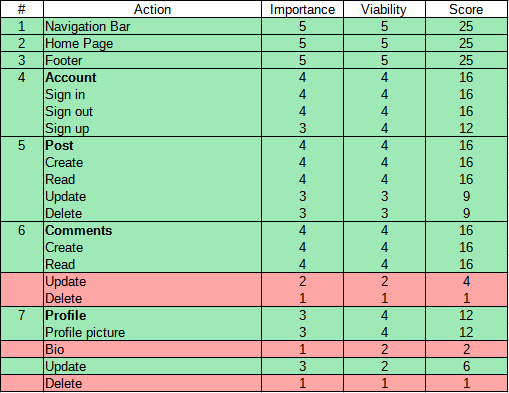 # Action Importance Viability Score
1 Navigation Bar 5 5 25
2 Home Page 5 5 25
3 Footer 5 5 25
4 Account 4 4 16
Sign in 4 4 16
Sign out 4 4 16
Sign up 3 4 12
5 Post 4 4 16
Create 4 4 16
Read 4 4 16
Update 3 3 9
Delete 3 3 9
6 Comments 4 4 16
Create 4 4 16
Read 4 4 16
Update 2 2 4
Delete 1 1 1
7 Profile 3 4 12
Profile picture 3 4 12
Bio 1 2 2
Update 3 2 6
Delete 1 1 1